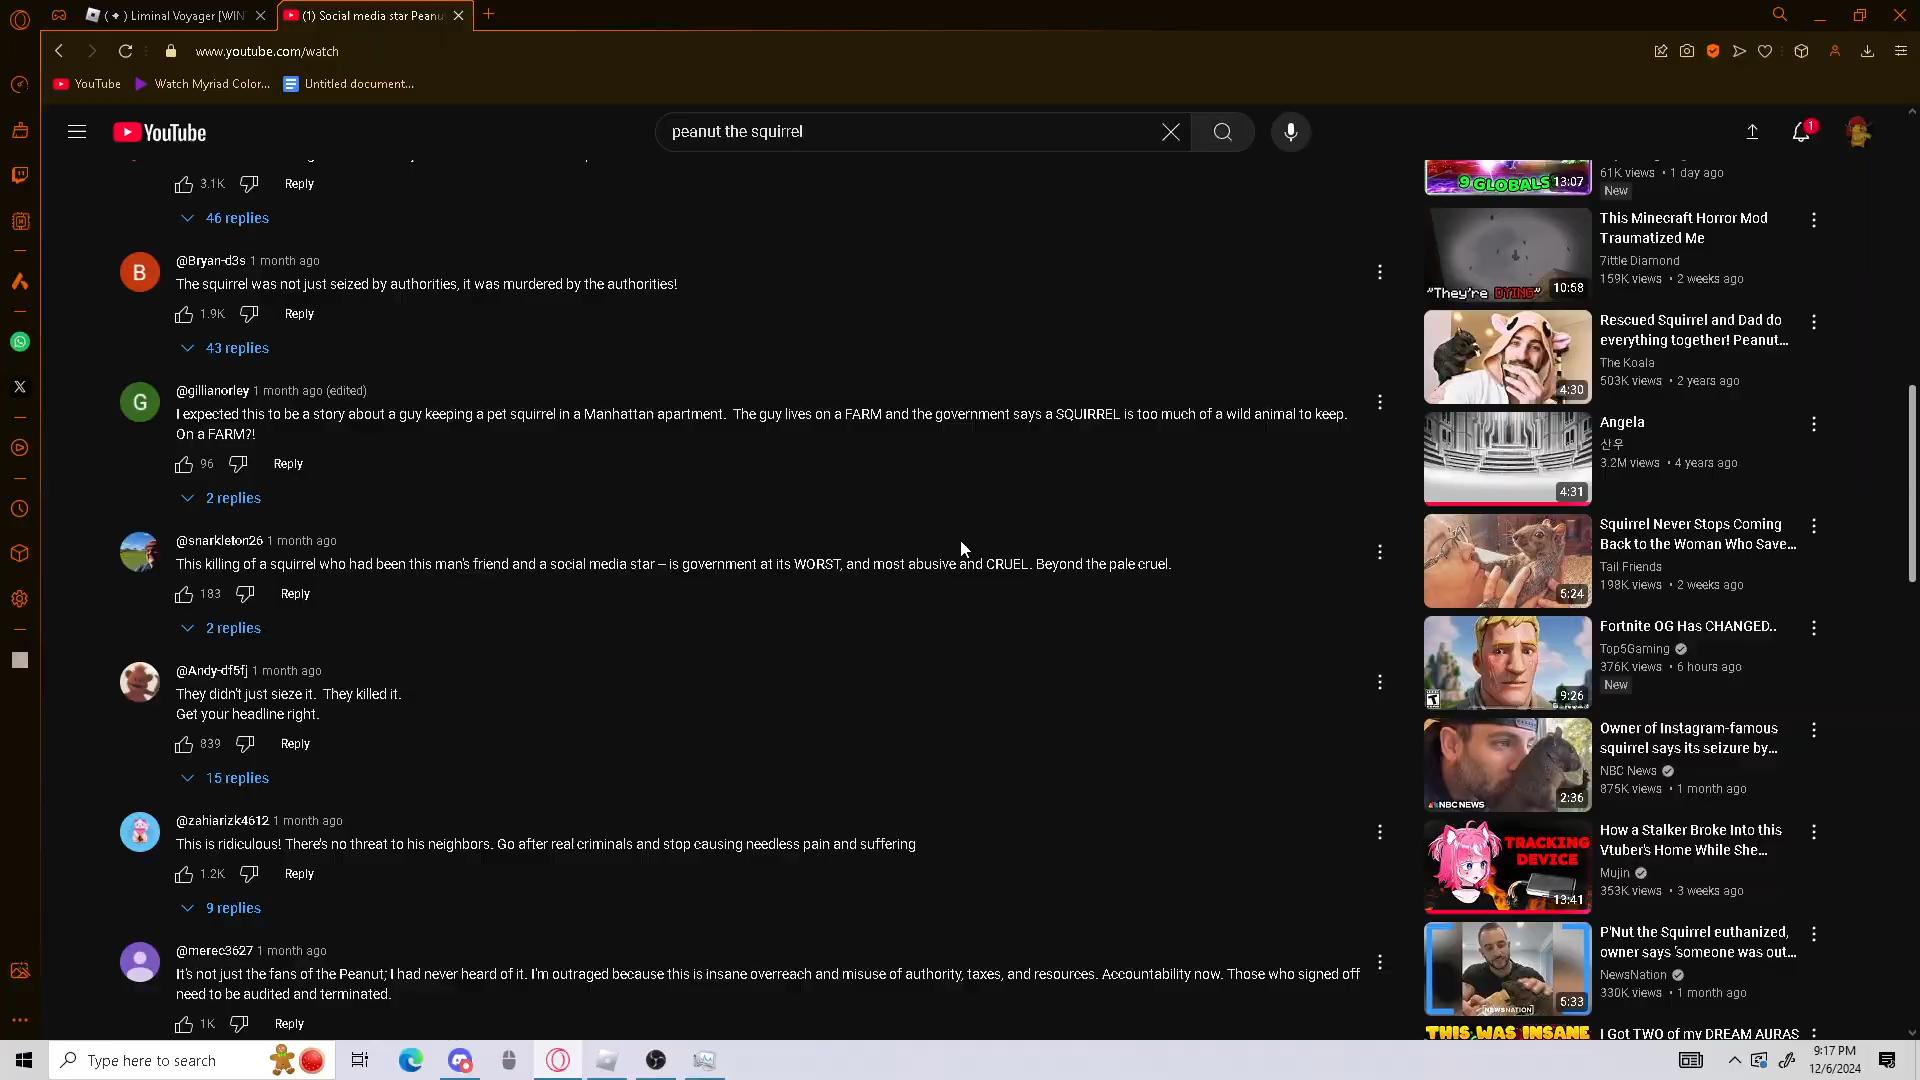 ( ✦ ) Liminal Voyager [WIN
(1) Social media star Peanu
www.youtube.com/watch
YouTube
Watch Myriad Color...
Untitled document...
YouTube
peanut the squirrel
1
3.1K
Reply
46 replies
@Bryan-d3s 1 month ago
The squirrel was not just seized by authorities, it was murdered by the authorities!
1.9K
Reply
43 replies
@gillianorley 1 month ago (edited)
I expected this to be a story about a guy keeping a pet squirrel in a Manhattan apartment. The guy lives on a FARM and the government says a SQUIRREL is too much of a wild animal to keep.
On a FARM?!
96
Reply
2 replies
@snarkleton26 1 month ago
This killing of a squirrel who had been this man's friend and a social media star – is government at its WORST, and most abusive and CRUEL. Beyond the pale cruel.
183
Reply
2 replies
@Andy-df5fj 1 month ago
They didn't just sieze it. They killed it.
Get your headline right.
839
Reply
15 replies
@zahiarizk4612 1 month ago
This is ridiculous! There's no threat to his neighbors. Go after real criminals and stop causing needless pain and suffering
1.2K
Reply
9 replies
@merec3627 1 month ago
It's not just the fans of the Peanut; I had never heard of it. I'm outraged because this is insane overreach and misuse of authority, taxes, and resources. Accountability now. Those who signed off
need to be audited and terminated.
1K
Reply
9 GLOBALS
13:07
61K views • 1 day ago
New
"They're DYING"
10:58
This Minecraft Horror Mod
Traumatized Me
7ittle Diamond
159K views • 2 weeks ago
4:30
Rescued Squirrel and Dad do
everything together! Peanut...
The Koala
503K views • 2 years ago
4:31
Angela
산우
3.2M views • 4 years ago
5:24
Squirrel Never Stops Coming
Back to the Woman Who Save...
Tail Friends
198K views • 2 weeks ago
9:26
Fortnite OG Has CHANGED..
Top5Gaming
376K views • 6 hours ago
New
NBC NEWS
2:36
Owner of Instagram-famous
squirrel says its seizure by...
NBC News
875K views • 1 month ago
TRACKING
DEVICE
13:41
How a Stalker Broke Into this
Vtuber's Home While She...
Mujin
353K views • 3 weeks ago
NEWSNATION
5:33
P'Nut the Squirrel euthanized,
owner says 'someone was out...
NewsNation
330K views • 1 month ago
THIS WAS INSANE
I Got TWO of my DREAM AURAS
Type here to search
9:17 PM
12/6/2024